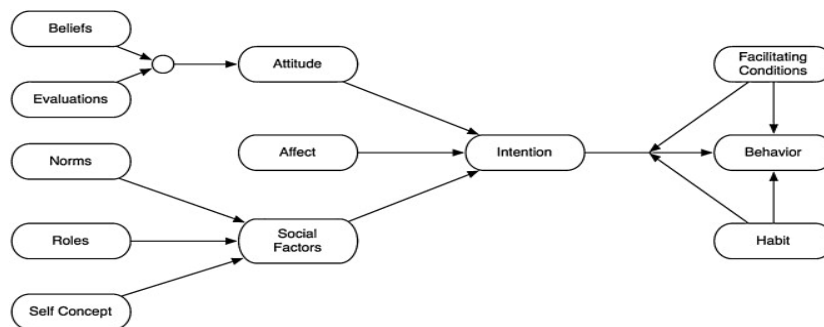 Beliefs
Evaluations
Norms
Roles
Self Concept
Attitude
Affect
Social
Factors
Intention
Facilitating
Conditions
Behavior
Habit